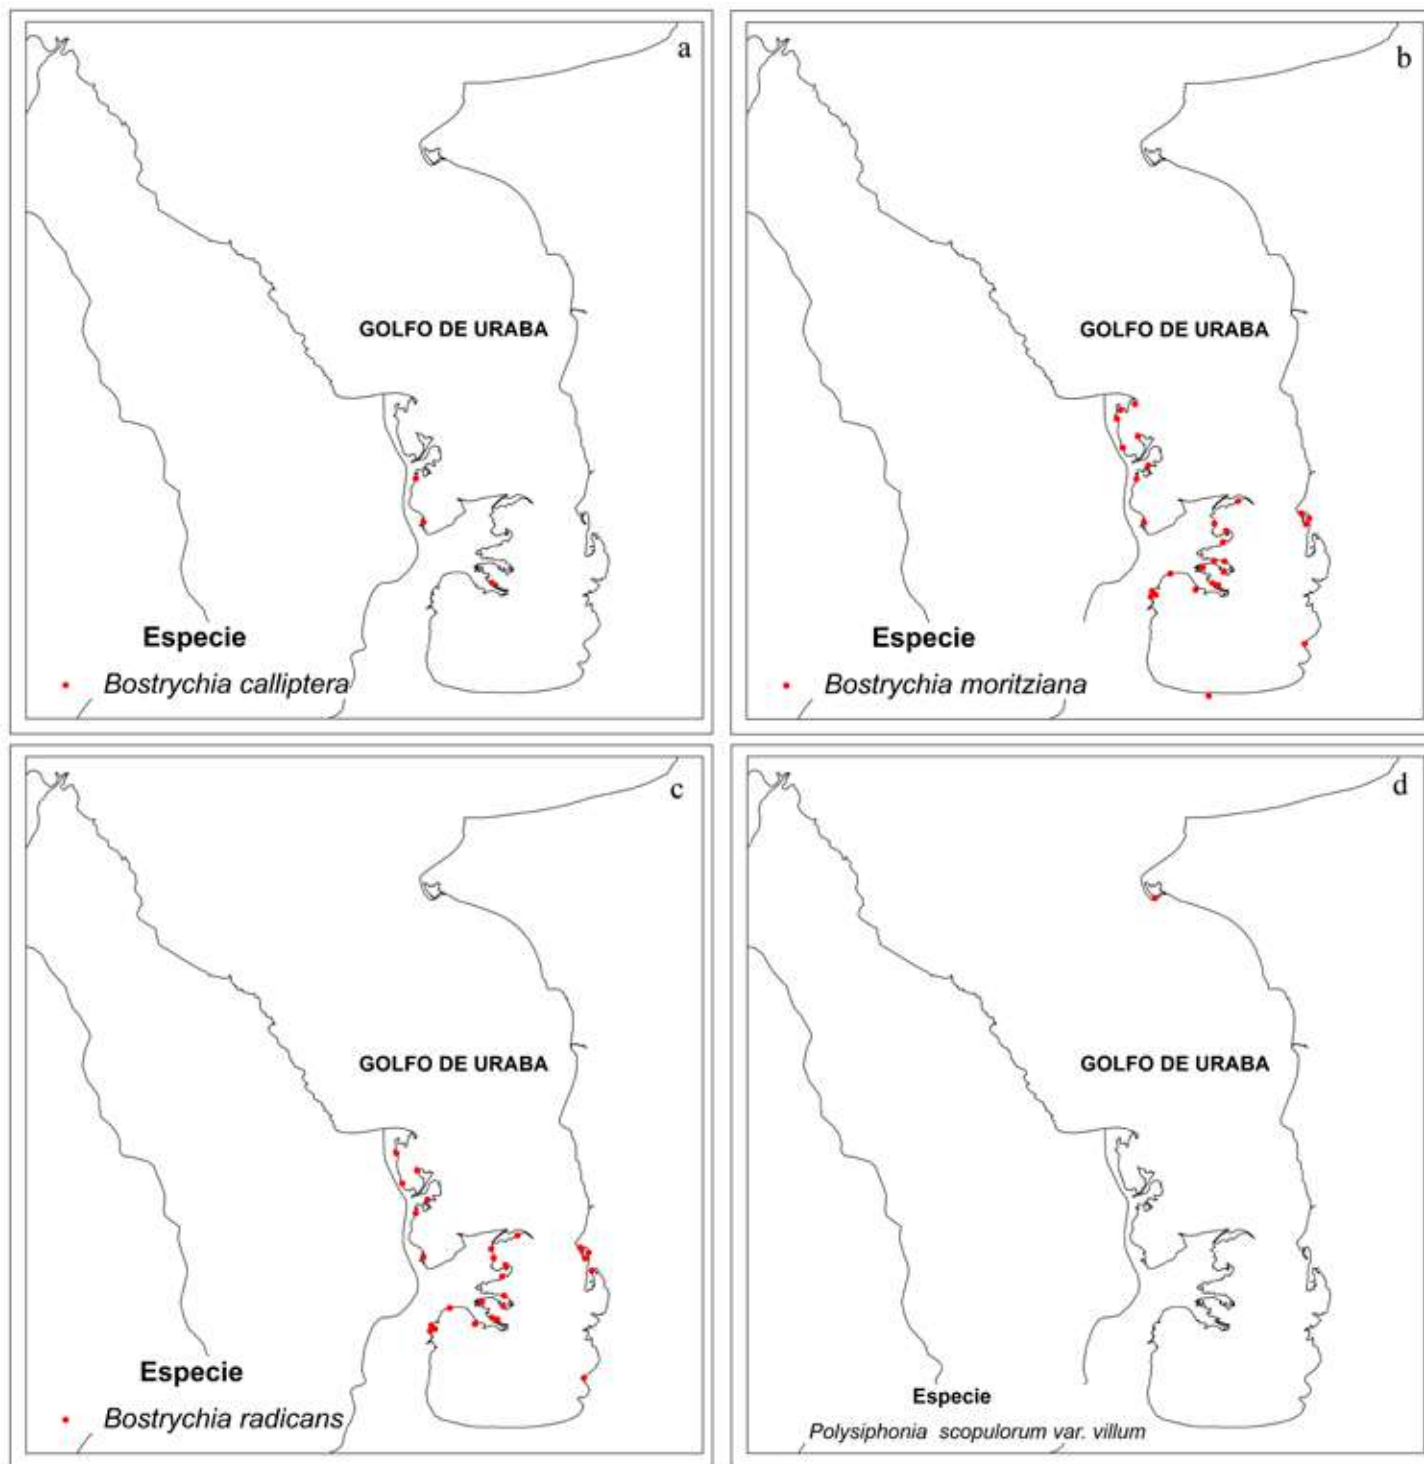 a
GOLFO DE URABA
Especie
Bostrychia calliptera
b
GOLFO DE URABA
Especie
Bostrychia moritziana
c
GOLFO DE URABA
Especie
Bostrychia radicans
d
GOLFO DE URABA
Especie
Polysiphonia scopulorum var. villum